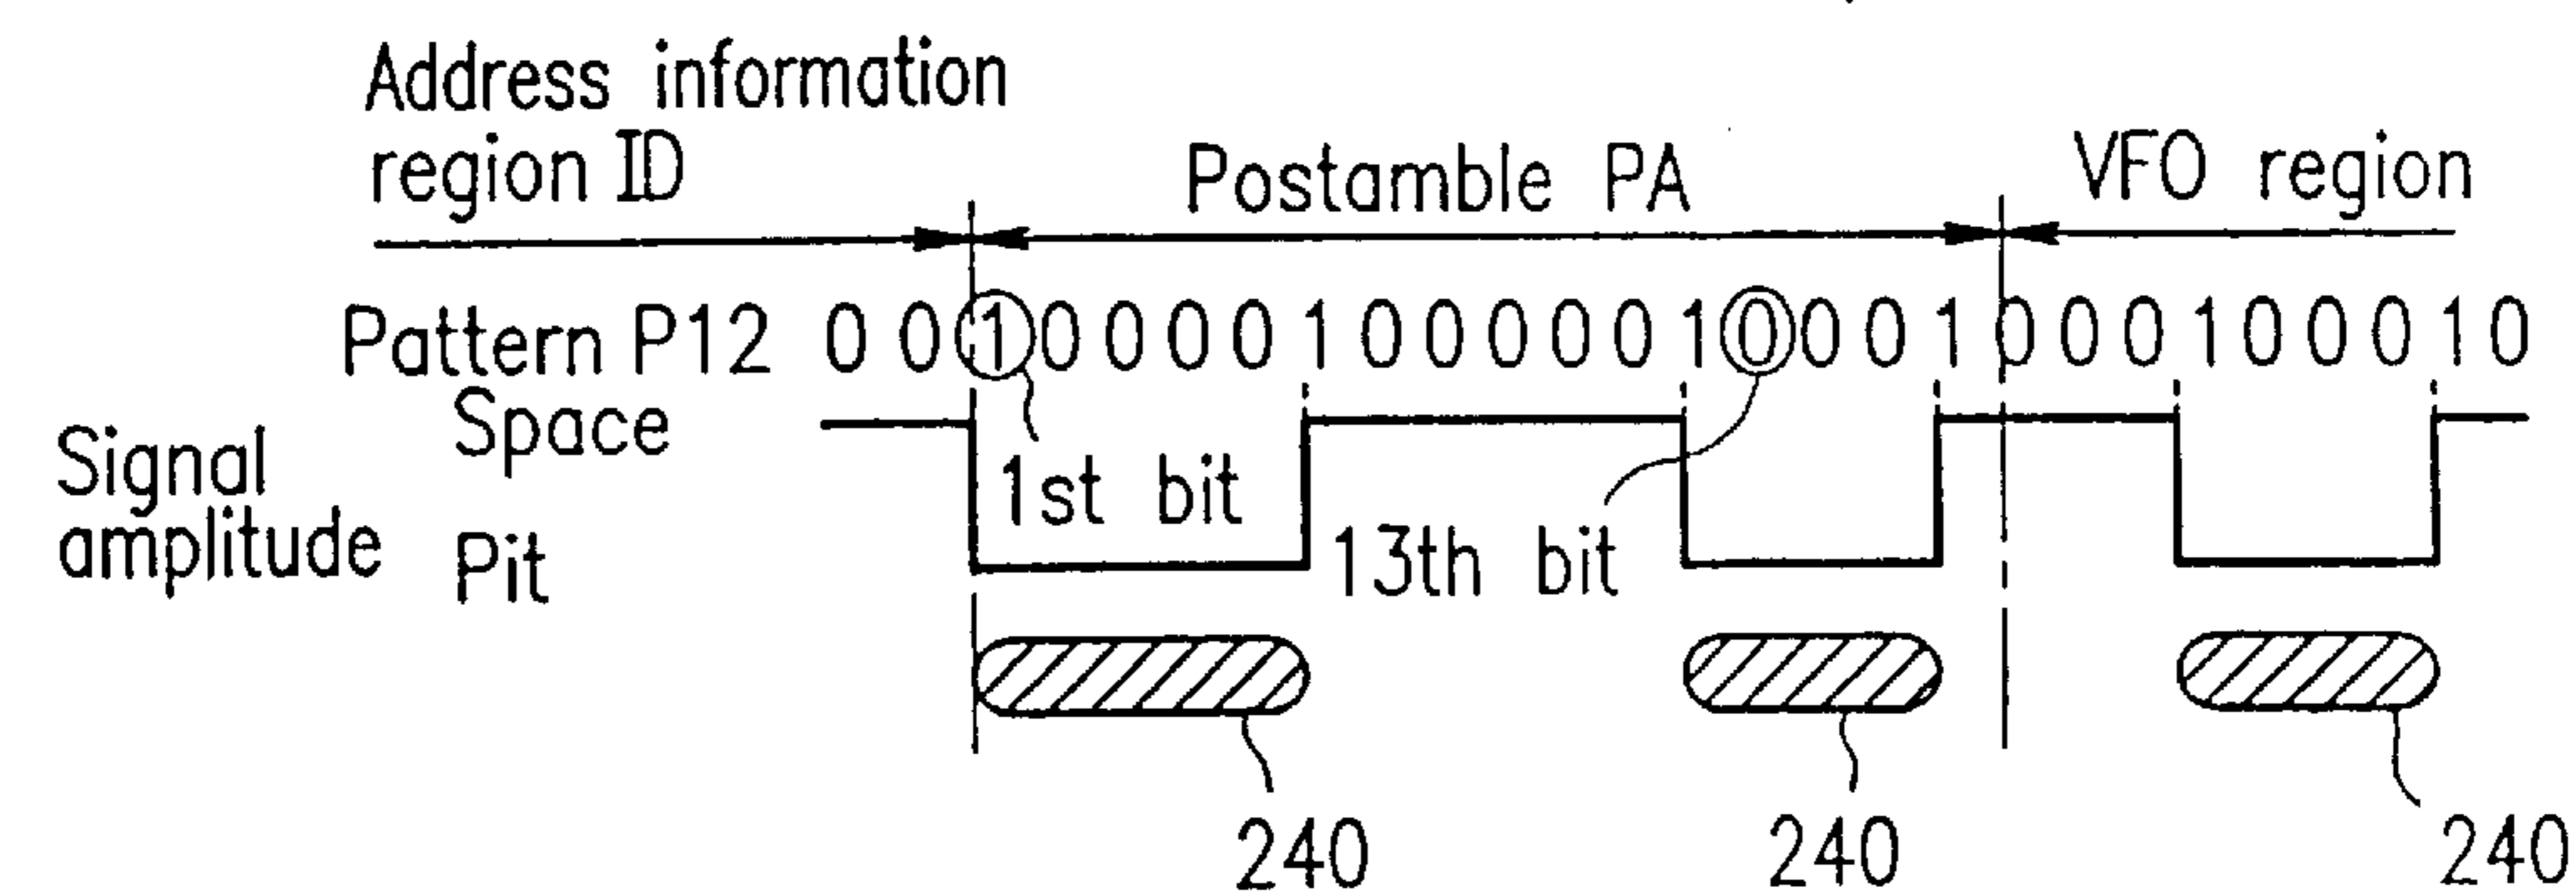 Address information
region ID
Postamble PA
VFO region
Pattern P12 0 0 1 0 0 0 0 1 0 0 0 0 0 1 0 0 0 1 0 0 0 1 0 0 0 1 0
Space
Signal
amplitude
Pit
1st bit
13th bit
240
240
240